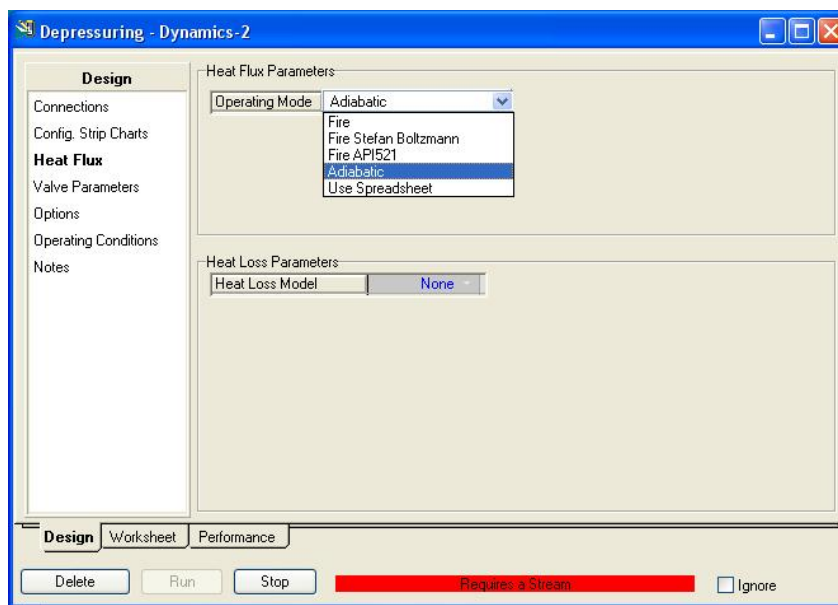 Depressuring - Dynamics-2
Design
Connections
Config. Strip Charts
Heat Flux
Valve Parameters
Options
Operating Conditions
Notes
Heat Flux Parameters
Operating Mode Adiabatic
Fire
Fire Stefan Boltzmann
Fire API521
Adiabatic
Use Spreadsheet
Heat Loss Parameters
Heat Loss Model None
Design Worksheet Performance
Delete Run Stop Requires a Stream Ignore